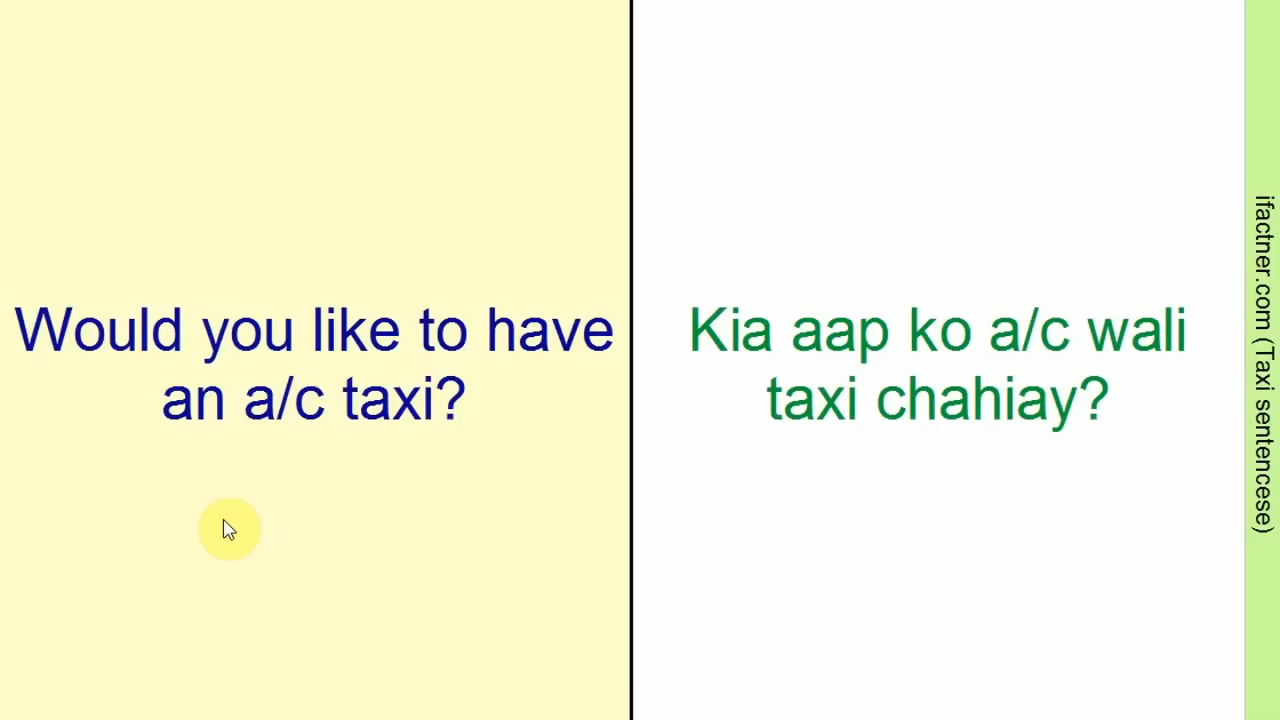 Would you like to have
an a/c taxi?
Kia aap ko a/c wali
taxi chahiay?
ifactner.com (Taxi sentencese)